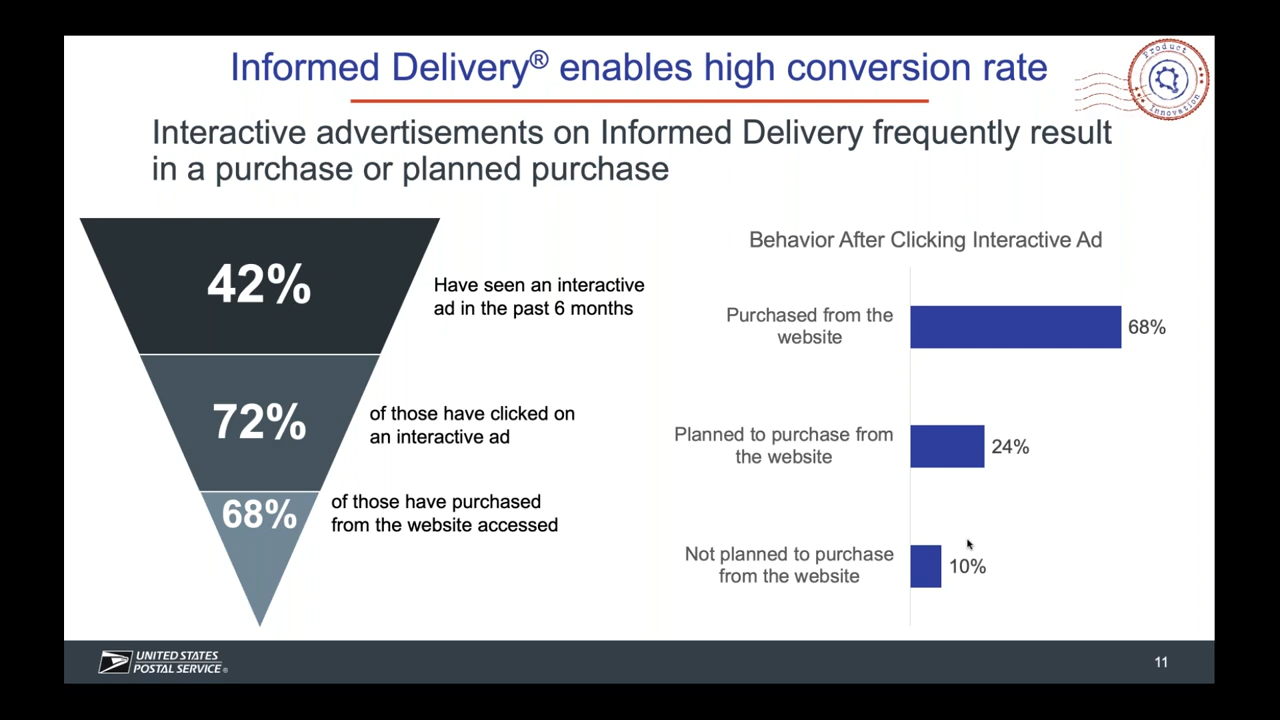 Informed Delivery® enables high conversion rate
Product
Innovation
Interactive advertisements on Informed Delivery frequently result
in a purchase or planned purchase
42%
Have seen an interactive
ad in the past 6 months
72%
of those have clicked on
an interactive ad
68%
of those have purchased
from the website accessed
Behavior After Clicking Interactive Ad
Purchased from the
website
68%
Planned to purchase from
the website
24%
Not planned to purchase
from the website
10%
UNITED STATES
POSTAL SERVICE®
11